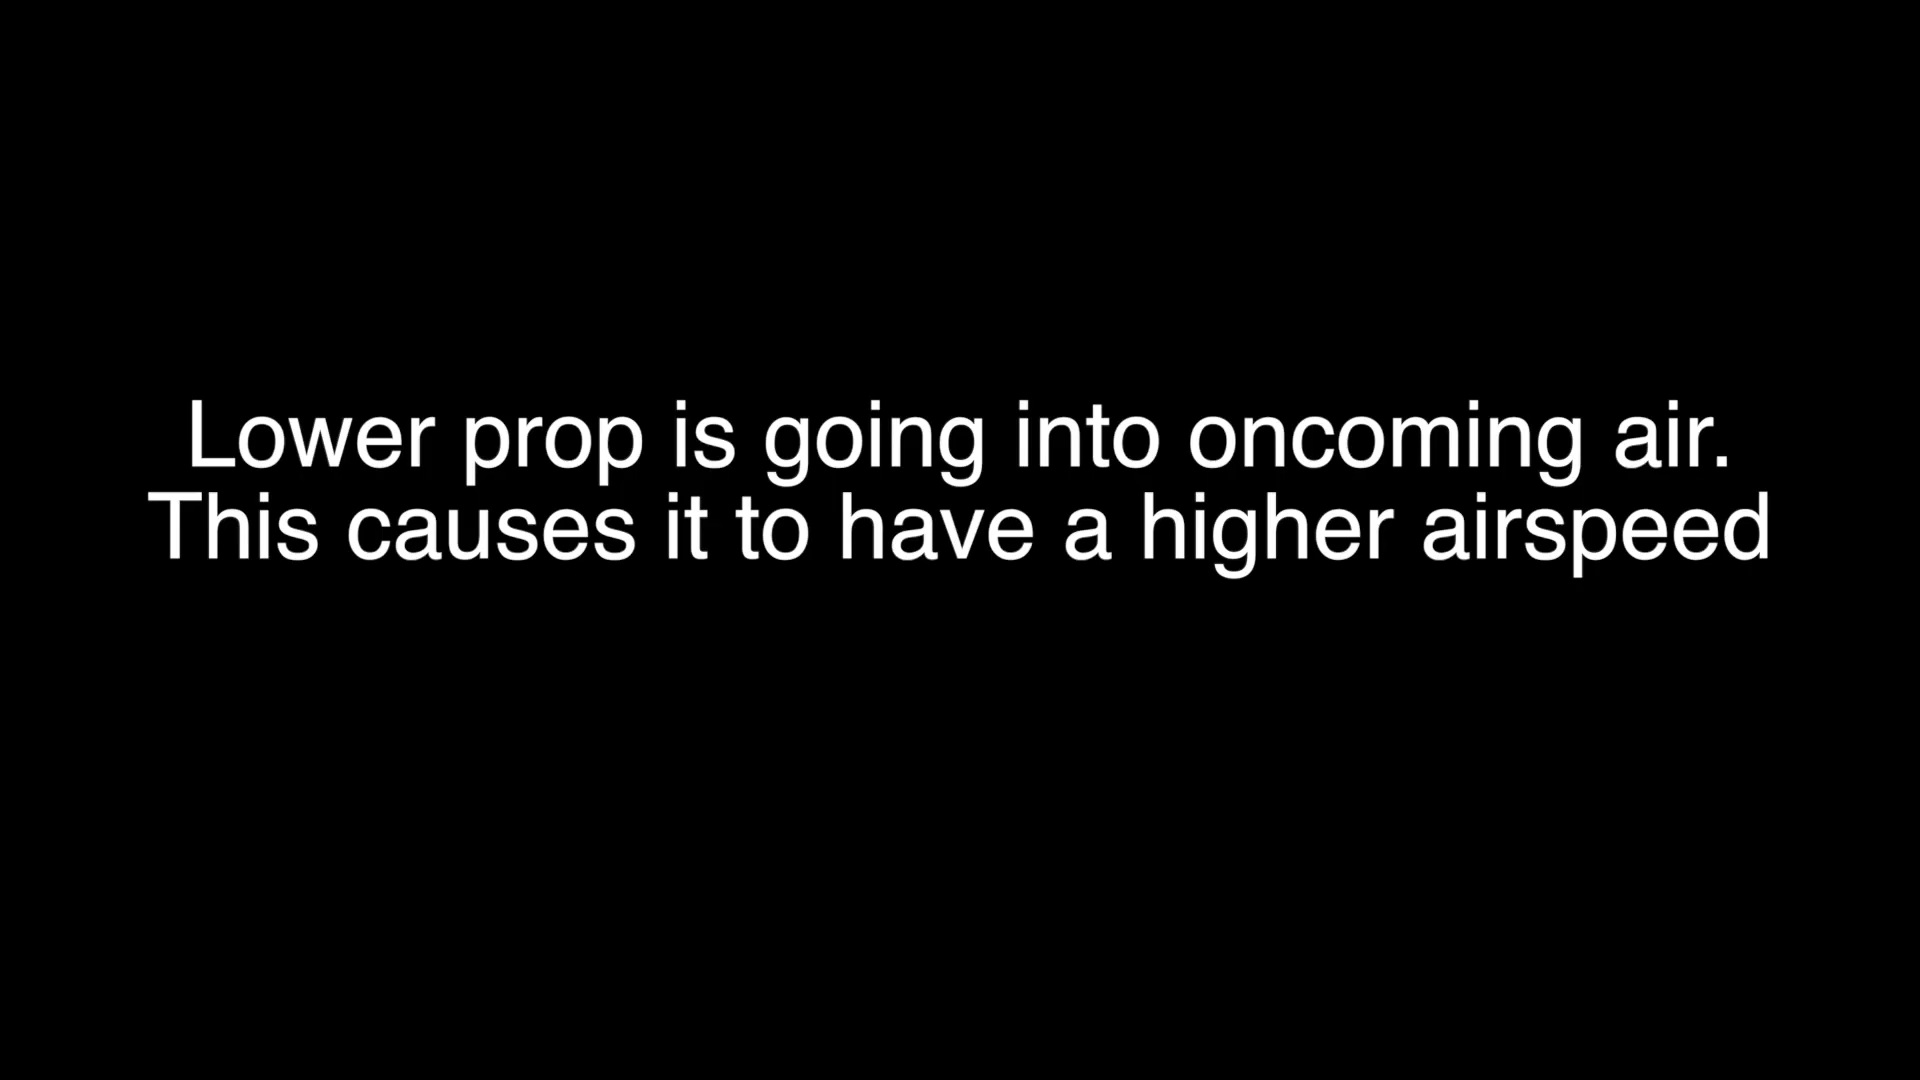 Lower prop is going into oncoming air.
This causes it to have a higher airspeed